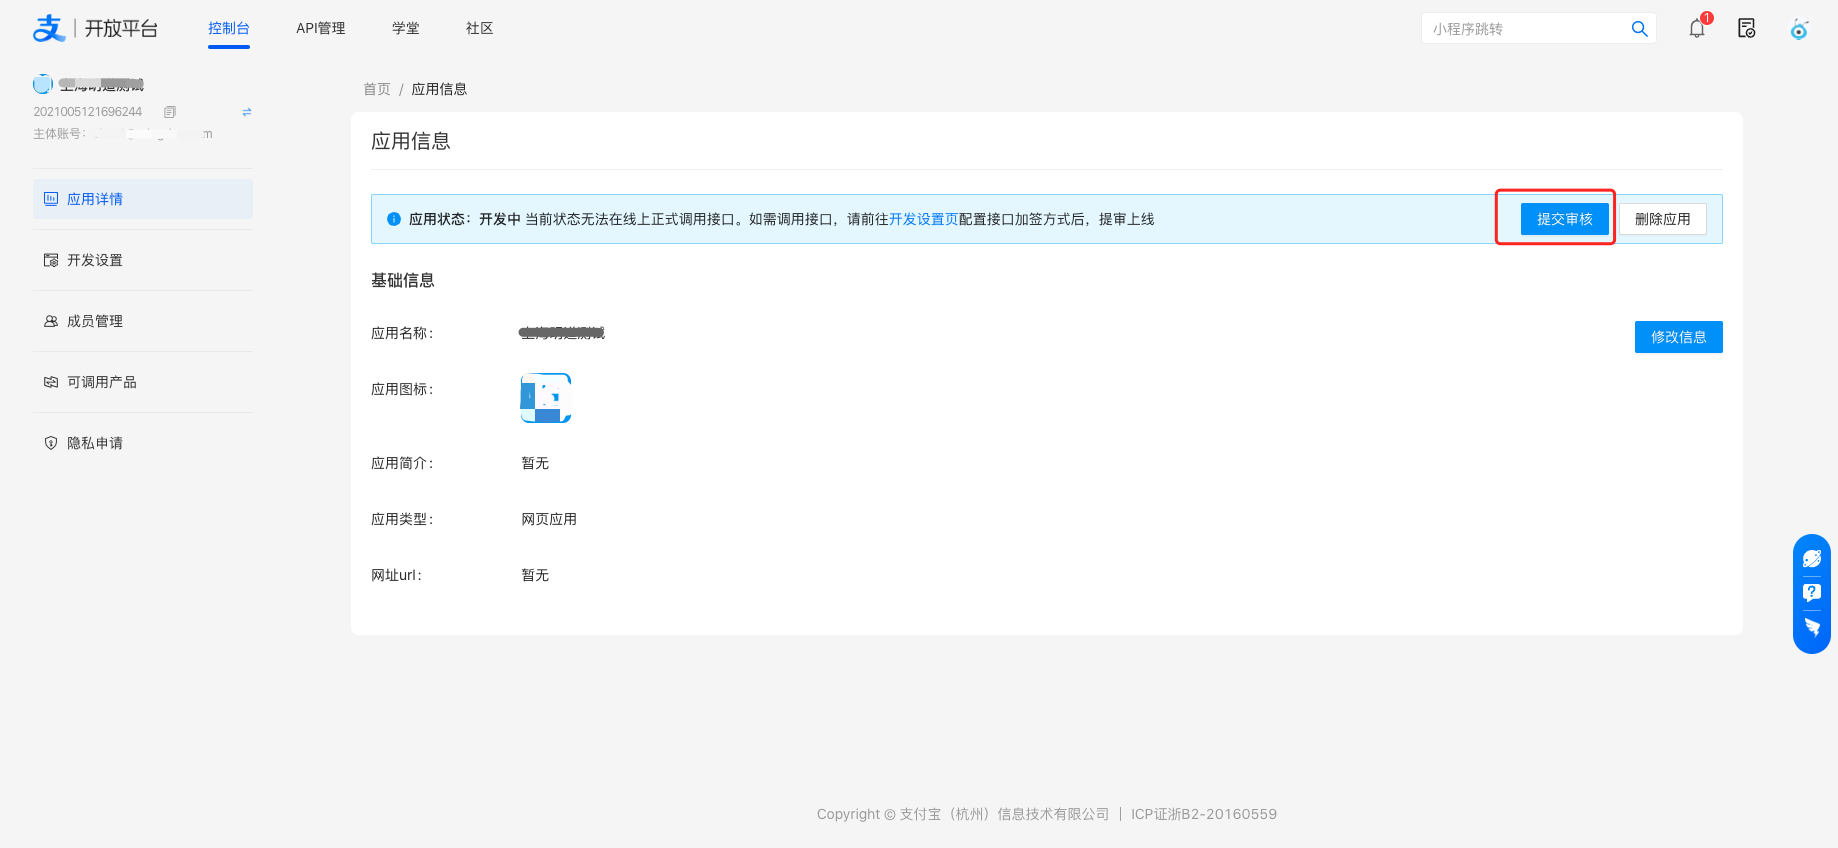 支 开放平台 控制台 API管理 学堂 社区 小程序跳转 1
2021005121696244
主体账号：
首页 / 应用信息
应用信息
应用详情
开发设置
成员管理
可调用产品
隐私申请
应用状态：开发中 当前状态无法在线上正式调用接口。如需调用接口，请前往开发设置页配置接口加签方式后，提审上线 提交审核 删除应用
基础信息
应用名称：
修改信息
应用图标：
应用简介： 暂无
应用类型： 网页应用
网址url： 暂无
Copyright © 支付宝（杭州）信息技术有限公司 | ICP证浙B2-20160559